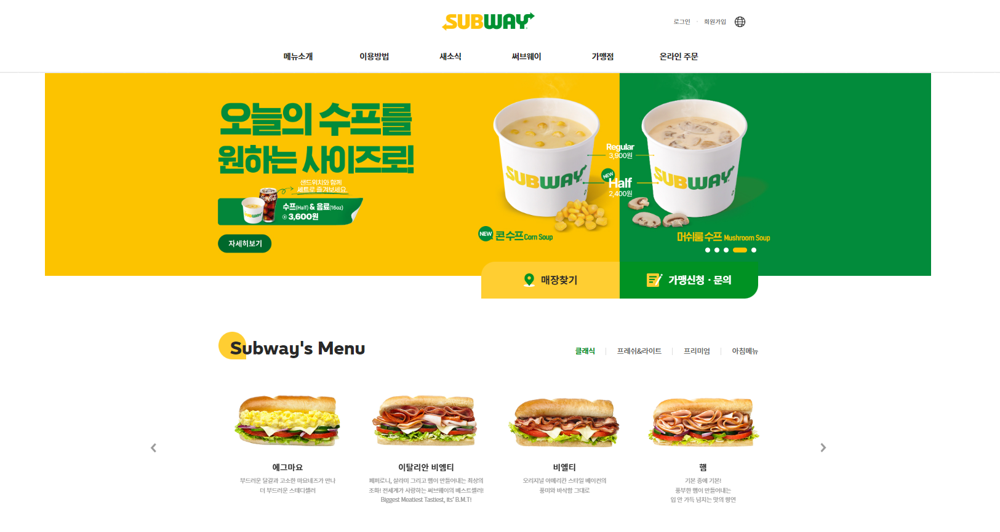 SUBWAY
로그인 · 회원가입
메뉴소개 이용방법 새소식 써브웨이 가맹점 온라인 주문
오늘의 수프를
원하는 사이즈로!
샌드위치와 함께
세트로 즐겨보세요.
수프(Half) & 음료(16oz)
+ 3,600원
자세히보기
SUBWAY
SUBWAY
Regular
3,900원
NEW
Half
2,400원
NEW 콘 수프 Corn Soup
머쉬룸 수프 Mushroom Soup
매장찾기
가맹신청 · 문의
Subway's Menu
클래식 | 프레쉬&라이트 | 프리미엄 | 아침메뉴
에그마요
부드러운 달걀과 고소한 마요네즈가 만나
더 부드러운 스테디셀러
이탈리안 비엠티
페퍼로니, 살라미 그리고 햄이 만들어내는 최상의
조화! 전세계가 사랑하는 써브웨이의 베스트셀러!
Biggest Meatiest Tastiest, its' B.M.T!
비엘티
오리지널 아메리칸 스타일 베이컨의
풍미와 바삭함 그대로
햄
기본 중에 기본!
풍부한 햄이 만들어내는
입 안 가득 넘치는 맛의 향연